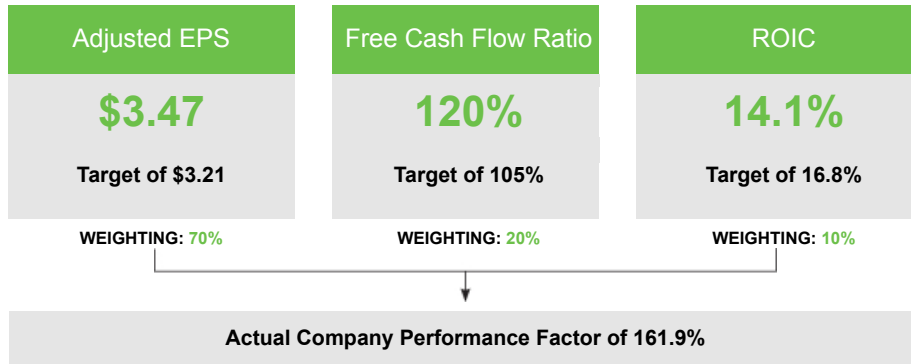 Adjusted EPS
$3.47
Target of $3.21
WEIGHTING: 70%
Free Cash Flow Ratio
120%
Target of 105%
WEIGHTING: 20%
ROIC
14.1%
Target of 16.8%
WEIGHTING: 10%
Actual Company Performance Factor of 161.9%